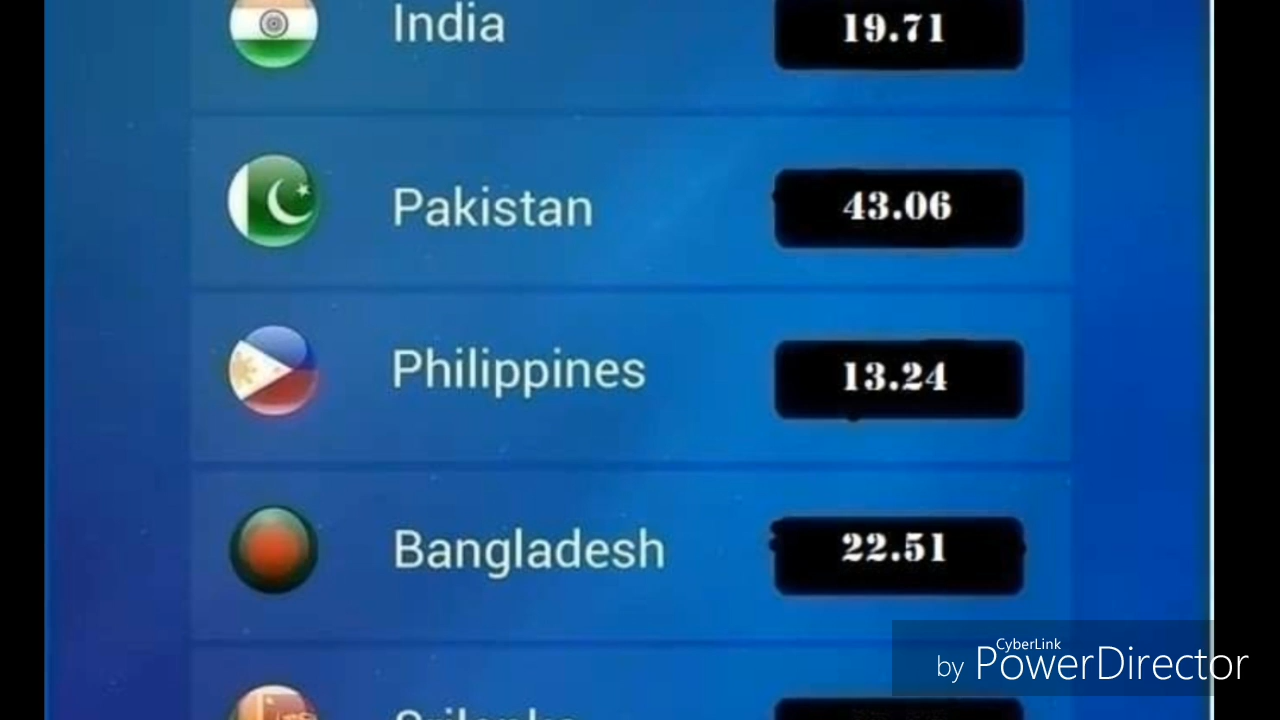 India 19.71
Pakistan 43.06
Philippines 13.24
Bangladesh 22.51
CyberLink
by PowerDirector